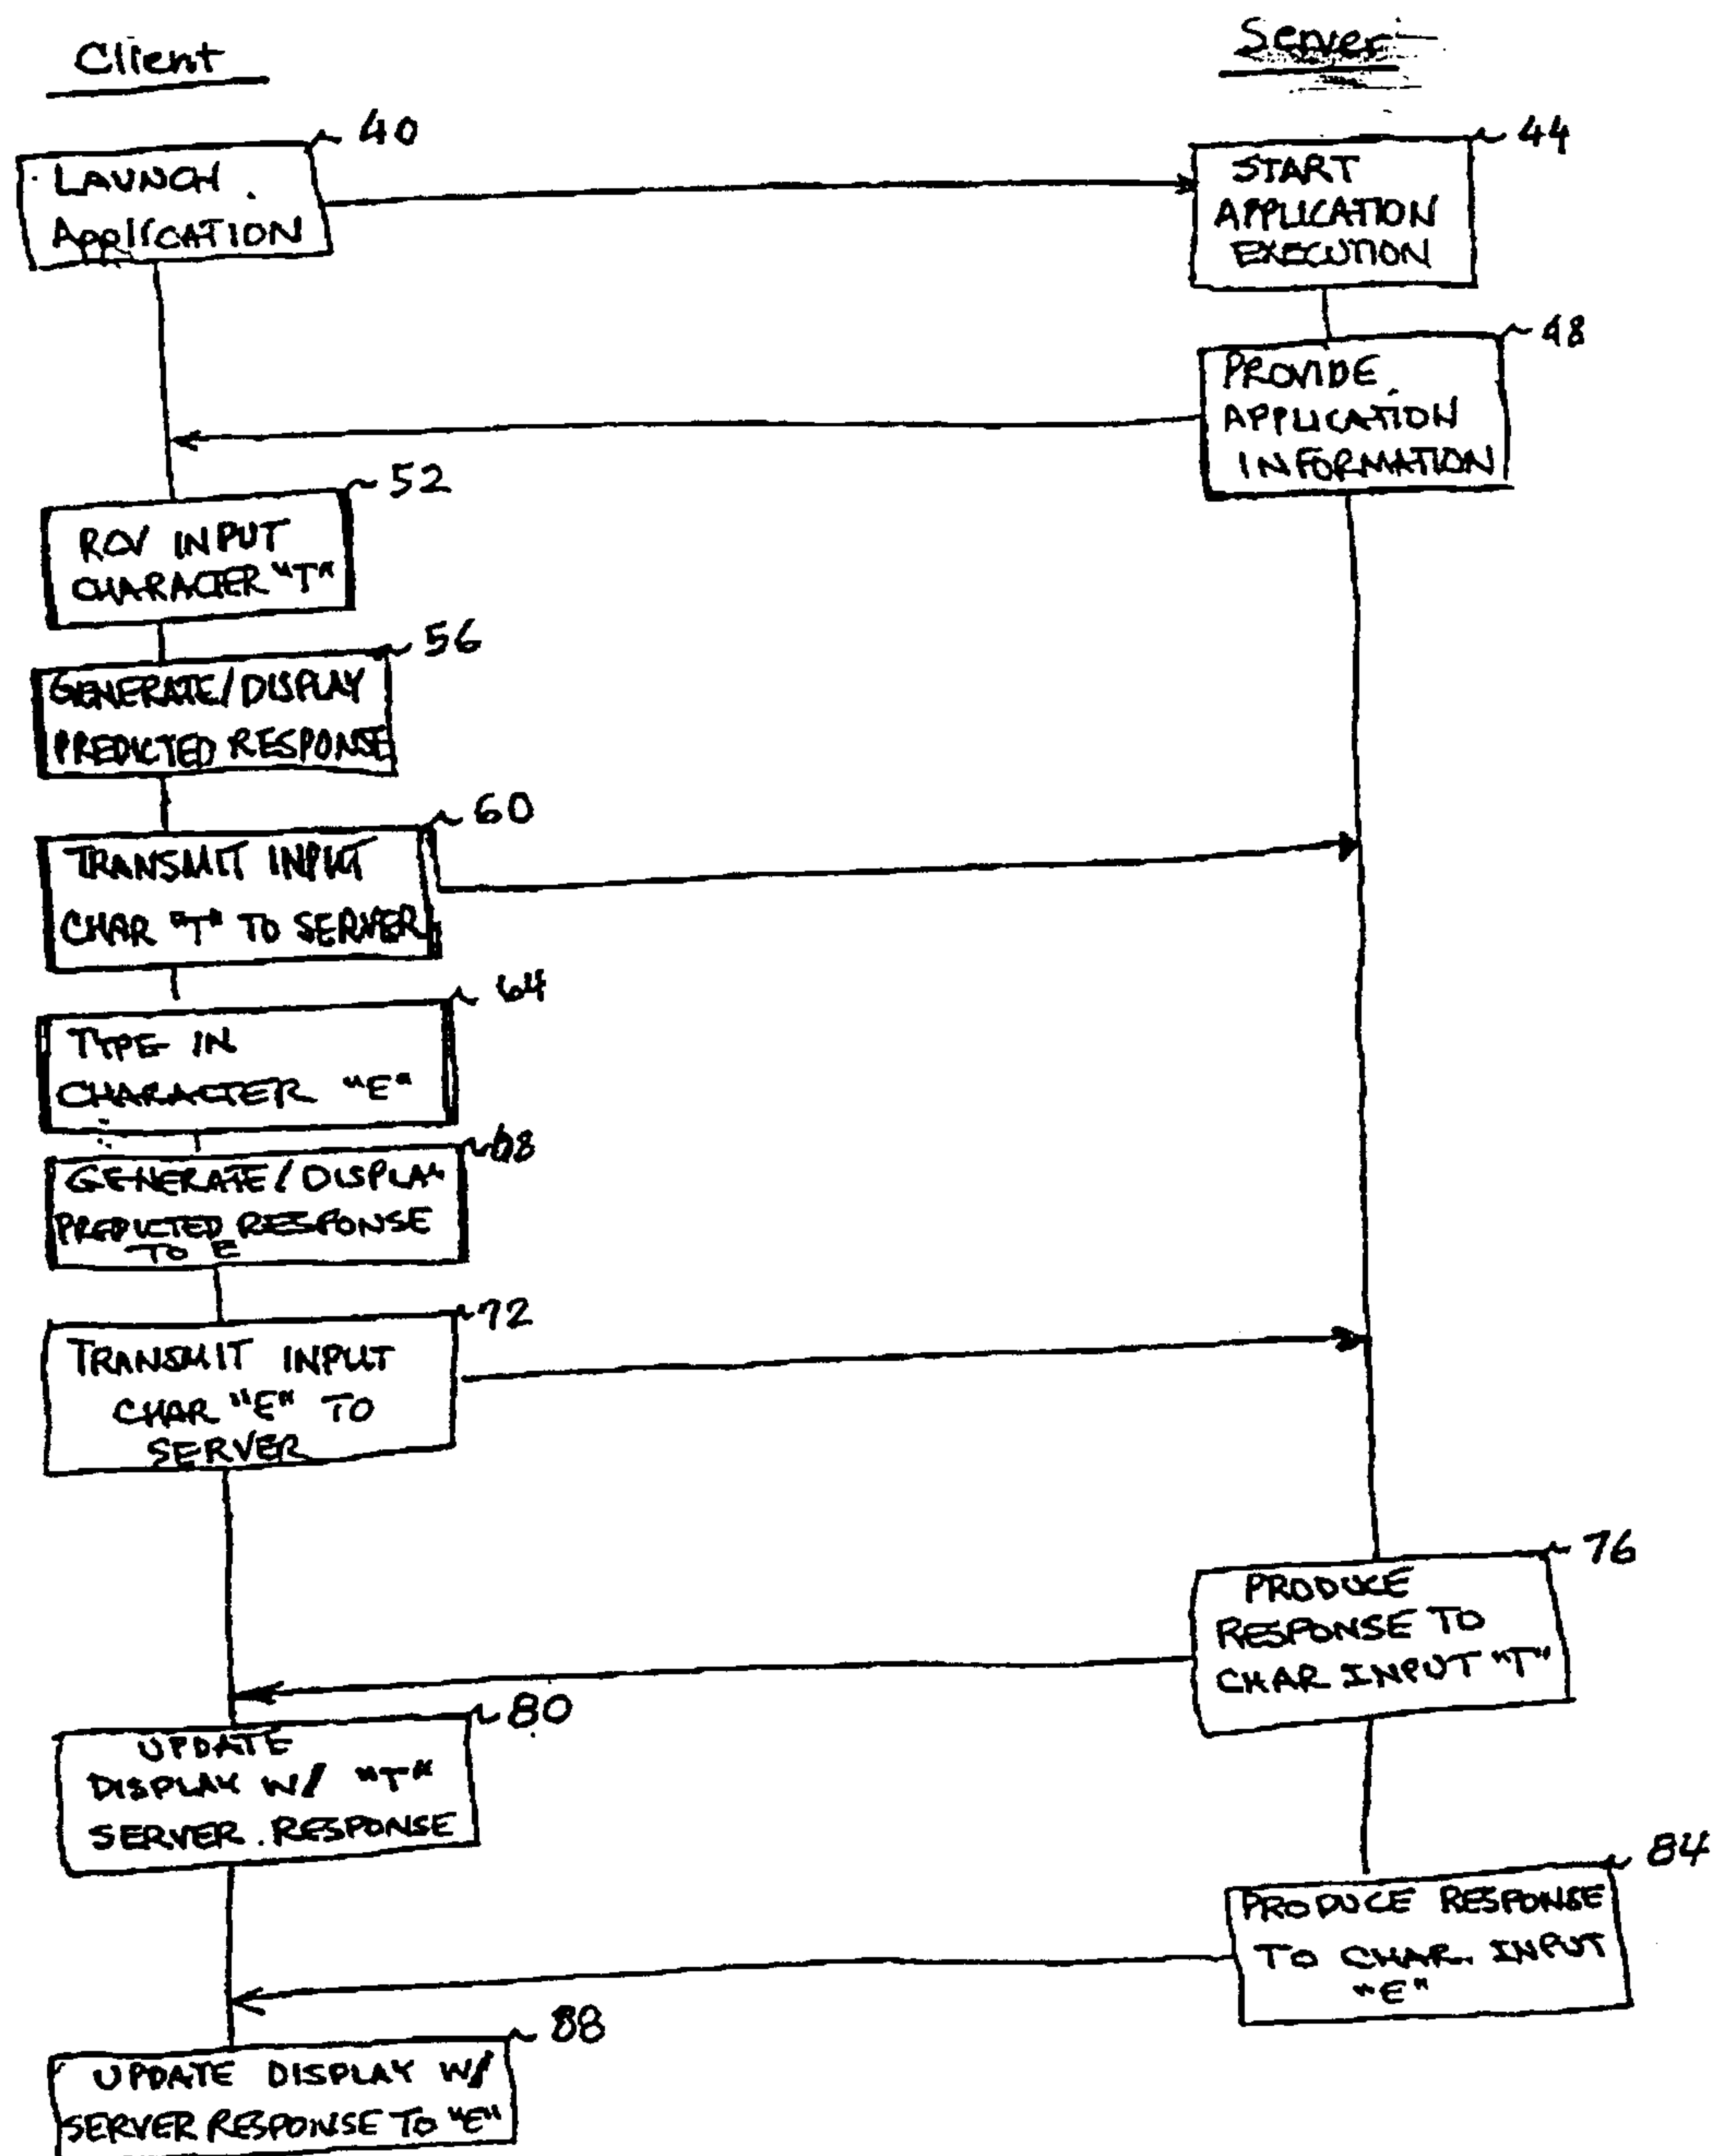 Client
Server
40
LAUNCH
APPlICATION
44
START
APPLICATION
EXECUTION
48
PROVIDE
APPLICATION
INFORMATION
52
RCV INPUT
CHARACTER "T"
56
GENERATE/DISPLAY
PREDICTED RESPONSE
60
TRANSMIT INPUT
CHAR "T" TO SERVER
64
TYPE IN
CHARACTER "E"
68
GENERATE/DISPLAY
PREDICTED RESPONSE
TO E
72
TRANSMIT INPUT
CHAR "E" TO
SERVER
76
PRODUCE
RESPONSE TO
CHAR INPUT "T"
80
UPDATE
DISPLAY W/ "T"
SERVER RESPONSE
84
PRODUCE RESPONSE
TO CHAR. INPUT
"E"
88
UPDATE DISPLAY W/
SERVER RESPONSE TO "E"